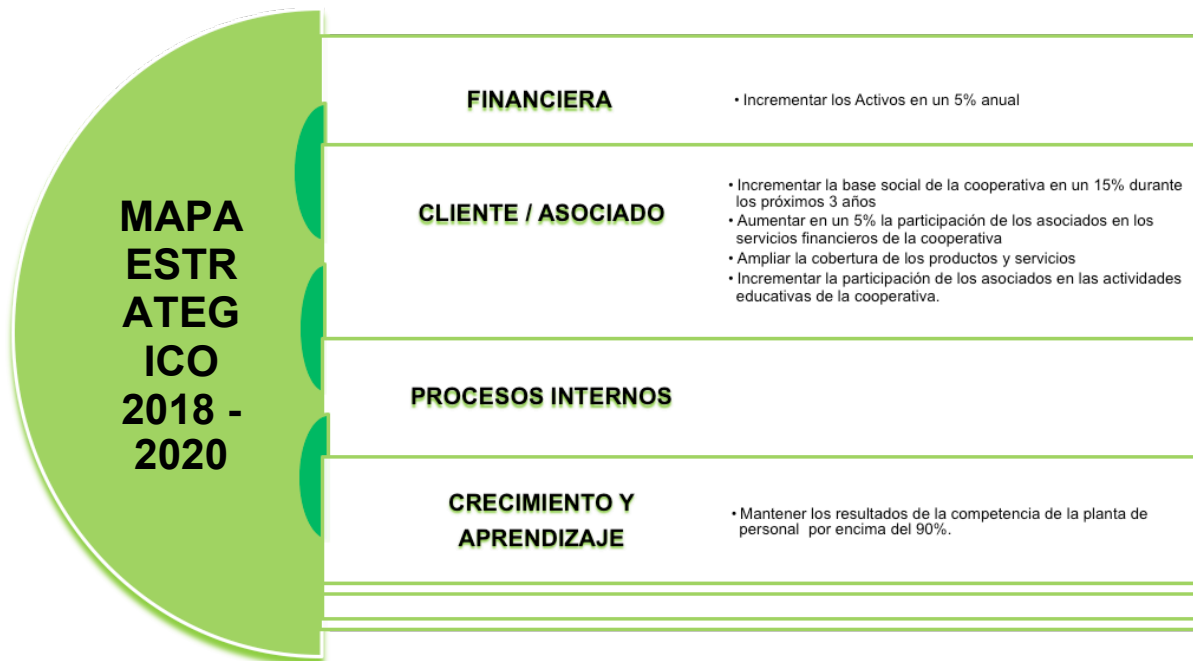 MAPA
ESTR
ATEG
ICO
2018 -
2020
FINANCIERA
• Incrementar los Activos en un 5% anual
CLIENTE / ASOCIADO
• Incrementar la base social de la cooperativa en un 15% durante
los próximos 3 años
• Aumentar en un 5% la participación de los asociados en los
servicios financieros de la cooperativa
• Ampliar la cobertura de los productos y servicios
• Incrementar la participación de los asociados en las actividades
educativas de la cooperativa.
PROCESOS INTERNOS
CRECIMIENTO Y
APRENDIZAJE
• Mantener los resultados de la competencia de la planta de
personal por encima del 90%.